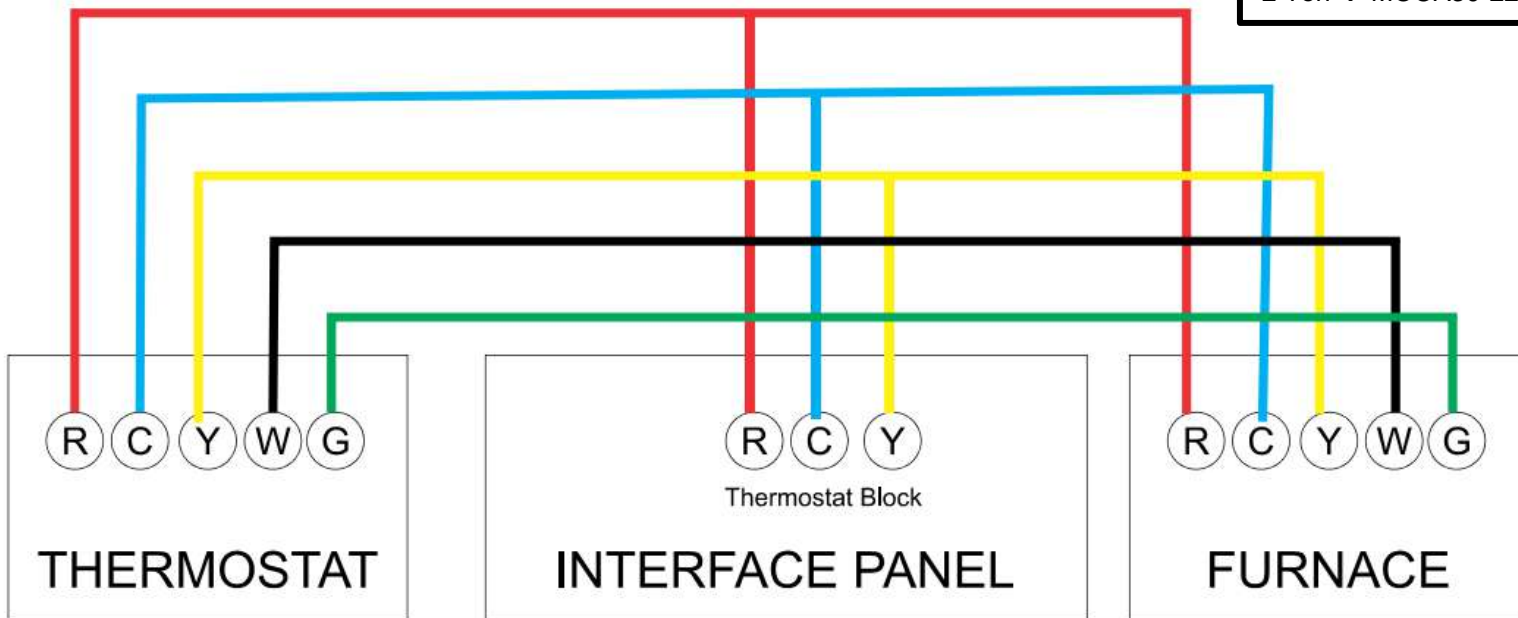 R C Y W G
THERMOSTAT
R C Y
Thermostat Block
INTERFACE PANEL
R C Y W G
FURNACE